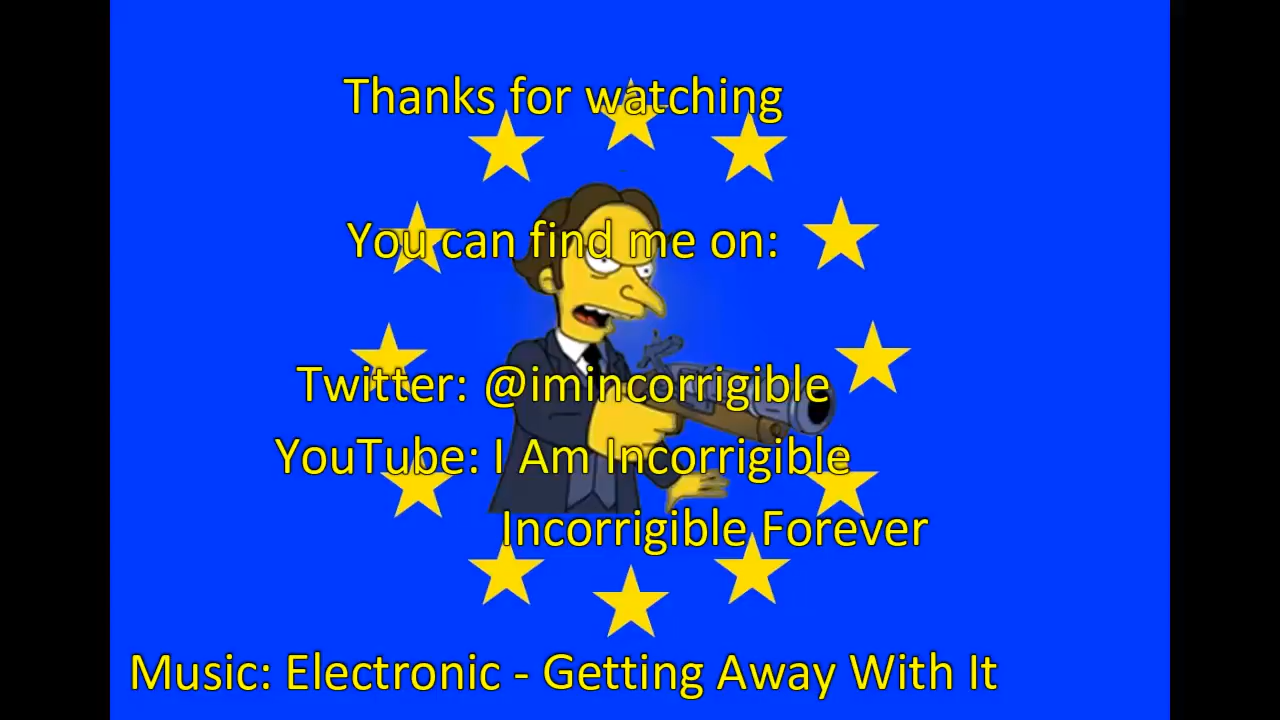 Thanks for watching
You can find me on:
Twitter: @imincorrigible
YouTube: I Am Incorrigible
Incorrigible Forever
Music: Electronic - Getting Away With It